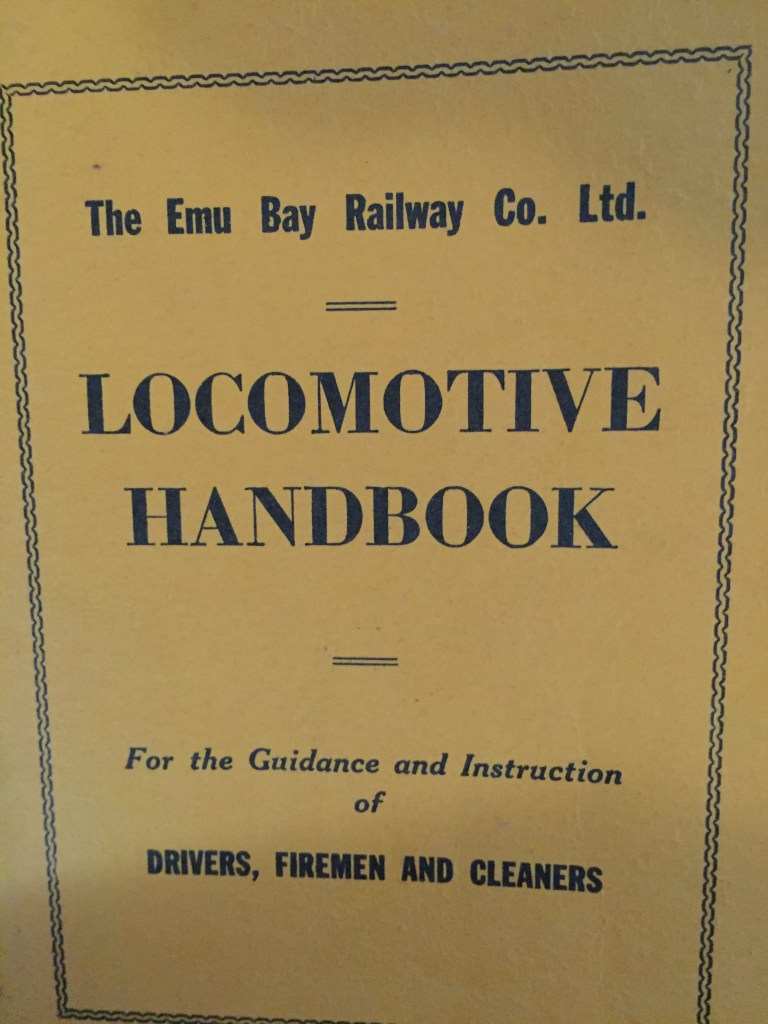 The Emu Bay Railway Co. Ltd.
LOCOMOTIVE
HANDBOOK
For the Guidance and Instruction
of
DRIVERS, FIREMEN AND CLEANERS